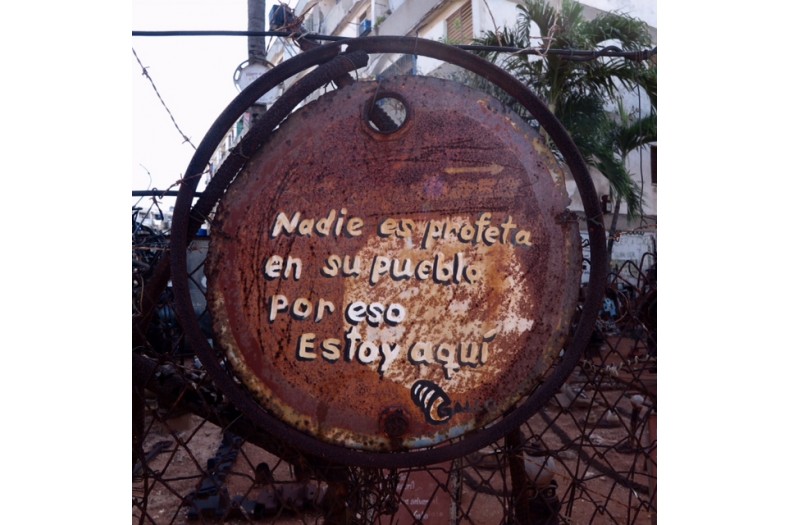 Nadie es profeta
en su pueblo
por eso
Estoy aquí